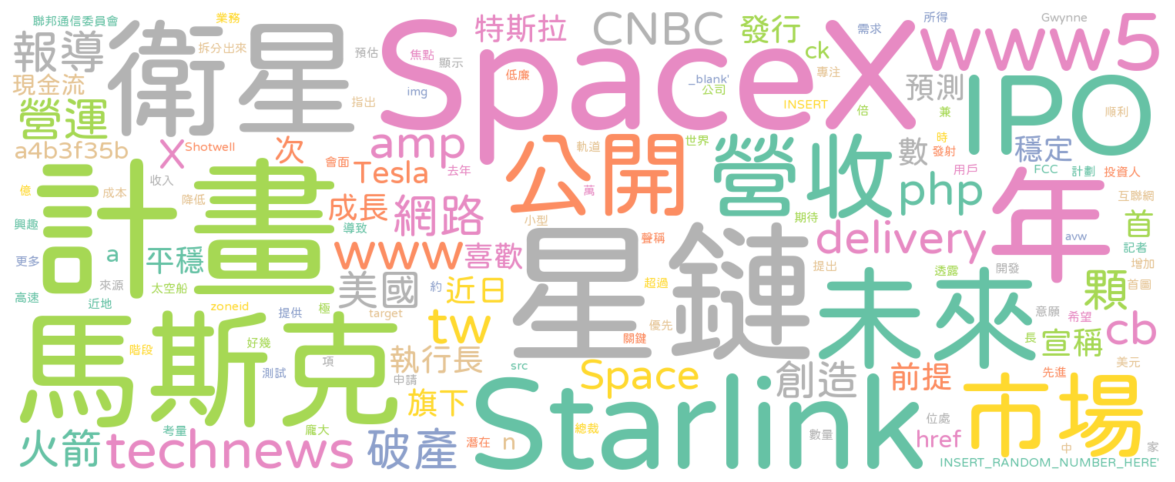 聯邦通信委員會 業務
報導 衛星
拆分出來 預估 焦點 顯示
現金流 指出
營運
SpaceX
特斯拉 CNBC 發行 ck
低廉 img _blank' 公司
需求 所得 Gwynne
專注 INSERT 倍 兼
www5
IPO
預測 順利
a4b3f35b X Shotwell 次 amp
會面 去年 軌道 萬 世界
公開 營收 數 時 發射
穩定 FCC 計劃 投資人
計畫
億 成本 收入 降低 Tesla
興趣 成長 導致 網路 小型
期待 php 用戶 年 互聯網
更多 a 平穩 www 喜歡 聲稱
delivery avw 首 記者
來源 太空船 美國 近日
星鏈 超過 提出 透露 開發
未來 顆 增加 首圖
高速 近地 zoneid 提供 極 約 target tw
優先 關鍵 意願 希望 cb
馬斯克
階段 好幾 測試 項 申請 執行長
src 長 宣稱 美元
Space 創造 前提 先進
旗下 Starlink 市場
火箭 technews 考量 龐大 破產 潛在 n 總裁
數量 位處 href 中 家
INSERT_RANDOM_NUMBER_HERE'